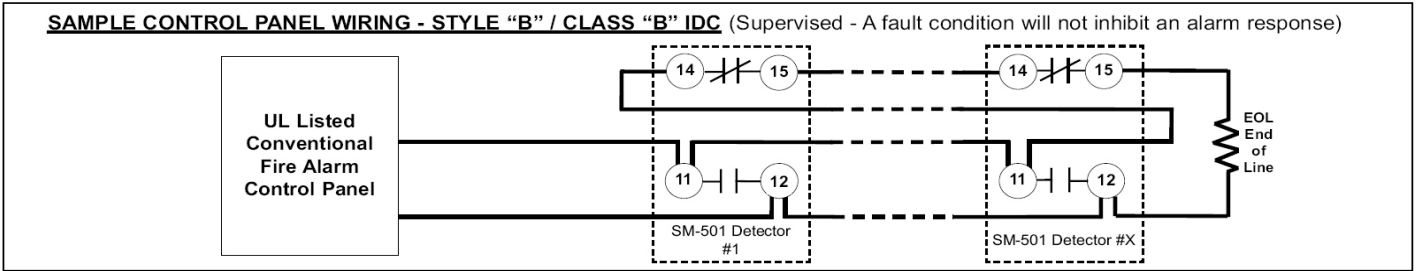 SAMPLE CONTROL PANEL WIRING - STYLE “B” / CLASS “B” IDC (Supervised - A fault condition will not inhibit an alarm response)
14 15 14 15
UL Listed
Conventional
Fire Alarm
Control Panel
EOL
End
of
Line
11 12 11 12
SM-501 Detector
#1
SM-501 Detector #X